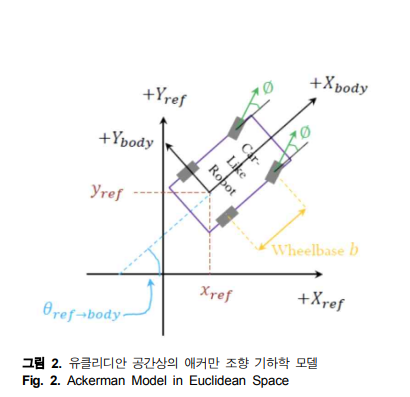 +Y_ref
Ø
+X_body
+Y_body
Ø
Car-
Like
Robot
y_ref
Wheelbase b
x_ref
+X_ref
θ_ref→body
그림 2. 유클리디안 공간상의 애커만 조향 기하학 모델
Fig. 2. Ackerman Model in Euclidean Space